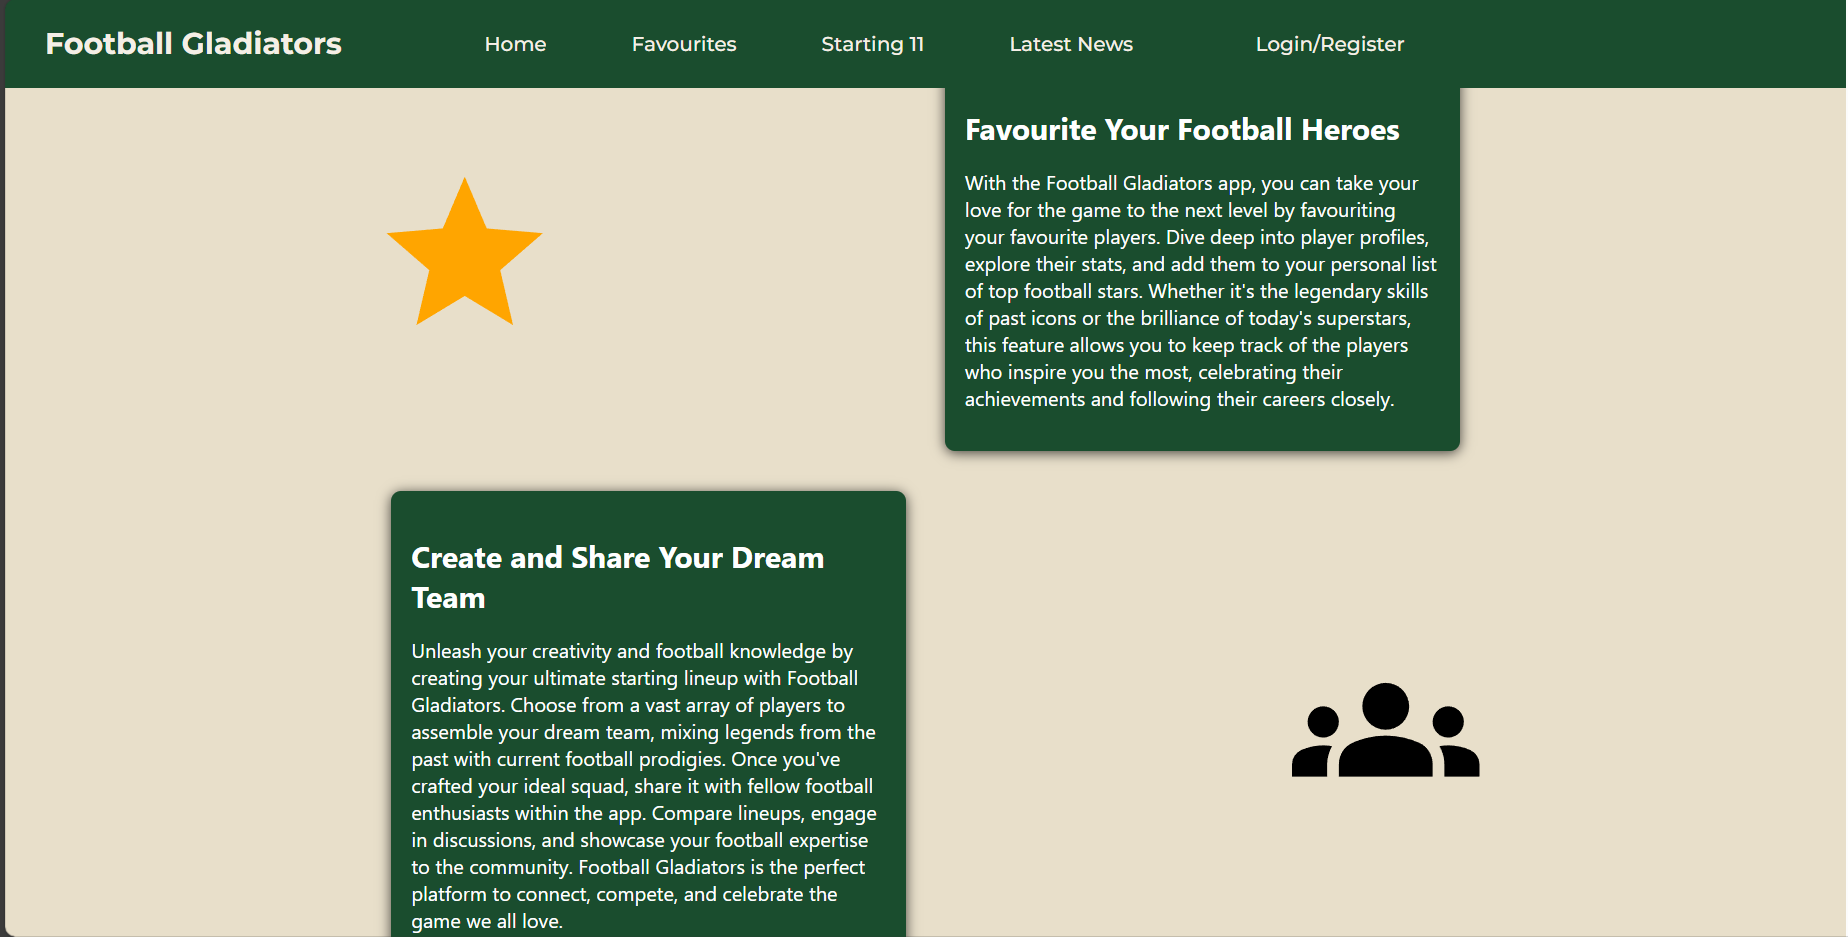 Football Gladiators Home Favourites Starting 11 Latest News Login/Register
Favourite Your Football Heroes
With the Football Gladiators app, you can take your
love for the game to the next level by favouriting
your favourite players. Dive deep into player profiles,
explore their stats, and add them to your personal list
of top football stars. Whether it's the legendary skills
of past icons or the brilliance of today's superstars,
this feature allows you to keep track of the players
who inspire you the most, celebrating their
achievements and following their careers closely.
Create and Share Your Dream
Team
Unleash your creativity and football knowledge by
creating your ultimate starting lineup with Football
Gladiators. Choose from a vast array of players to
assemble your dream team, mixing legends from the
past with current football prodigies. Once you've
crafted your ideal squad, share it with fellow football
enthusiasts within the app. Compare lineups, engage
in discussions, and showcase your football expertise
to the community. Football Gladiators is the perfect
platform to connect, compete, and celebrate the
game we all love.